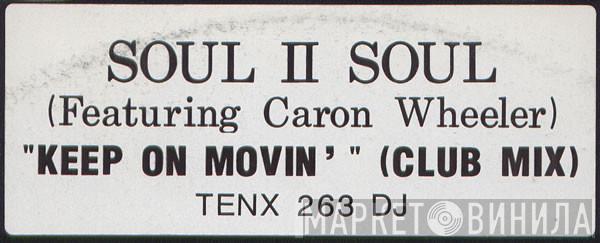 SOUL II SOUL
(Featuring Caron Wheeler)
"KEEP ON MOVIN'" (CLUB MIX)
TENX 263 DJ
МАРКЕТ ВИНИЛА